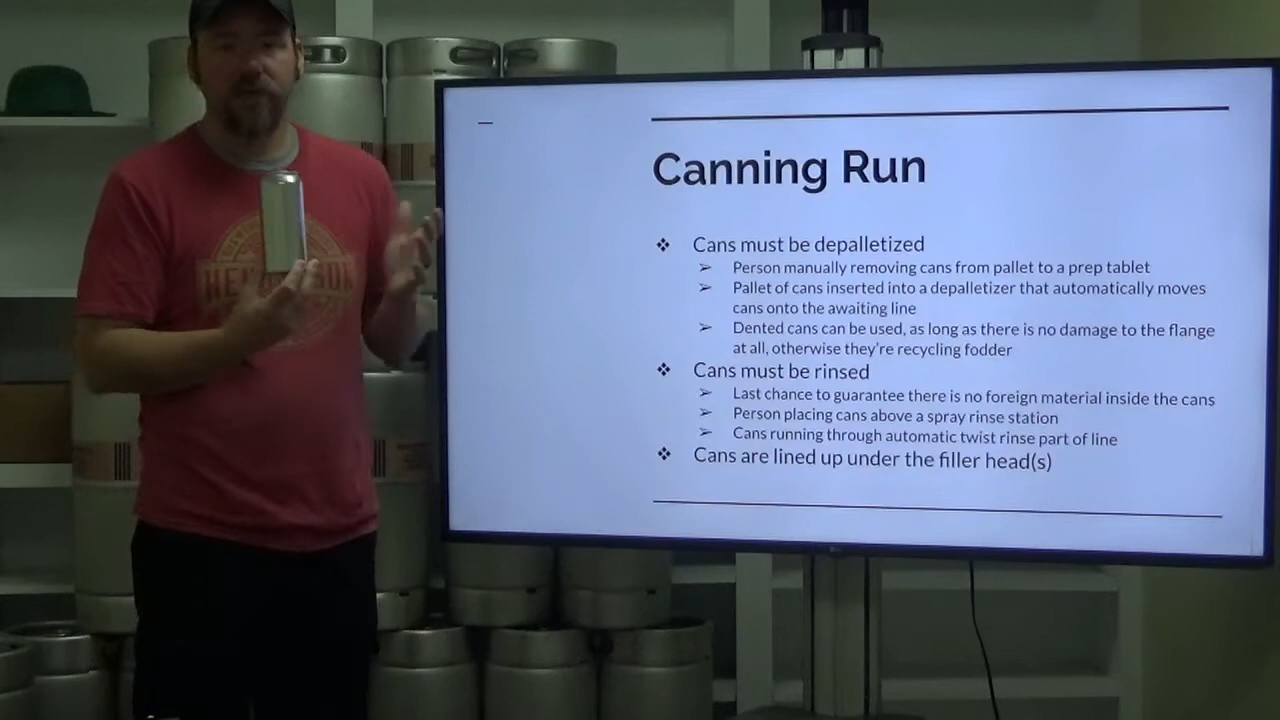 Canning Run
❖ Cans must be depalletized
➢ Person manually removing cans from pallet to a prep tablet
➢ Pallet of cans inserted into a depalletizer that automatically moves
cans onto the awaiting line
➢ Dented cans can be used, as long as there is no damage to the flange
at all, otherwise they're recycling fodder
❖ Cans must be rinsed
➢ Last chance to guarantee there is no foreign material inside the cans
➢ Person placing cans above a spray rinse station
➢ Cans running through automatic twist rinse part of line
❖ Cans are lined up under the filler head(s)